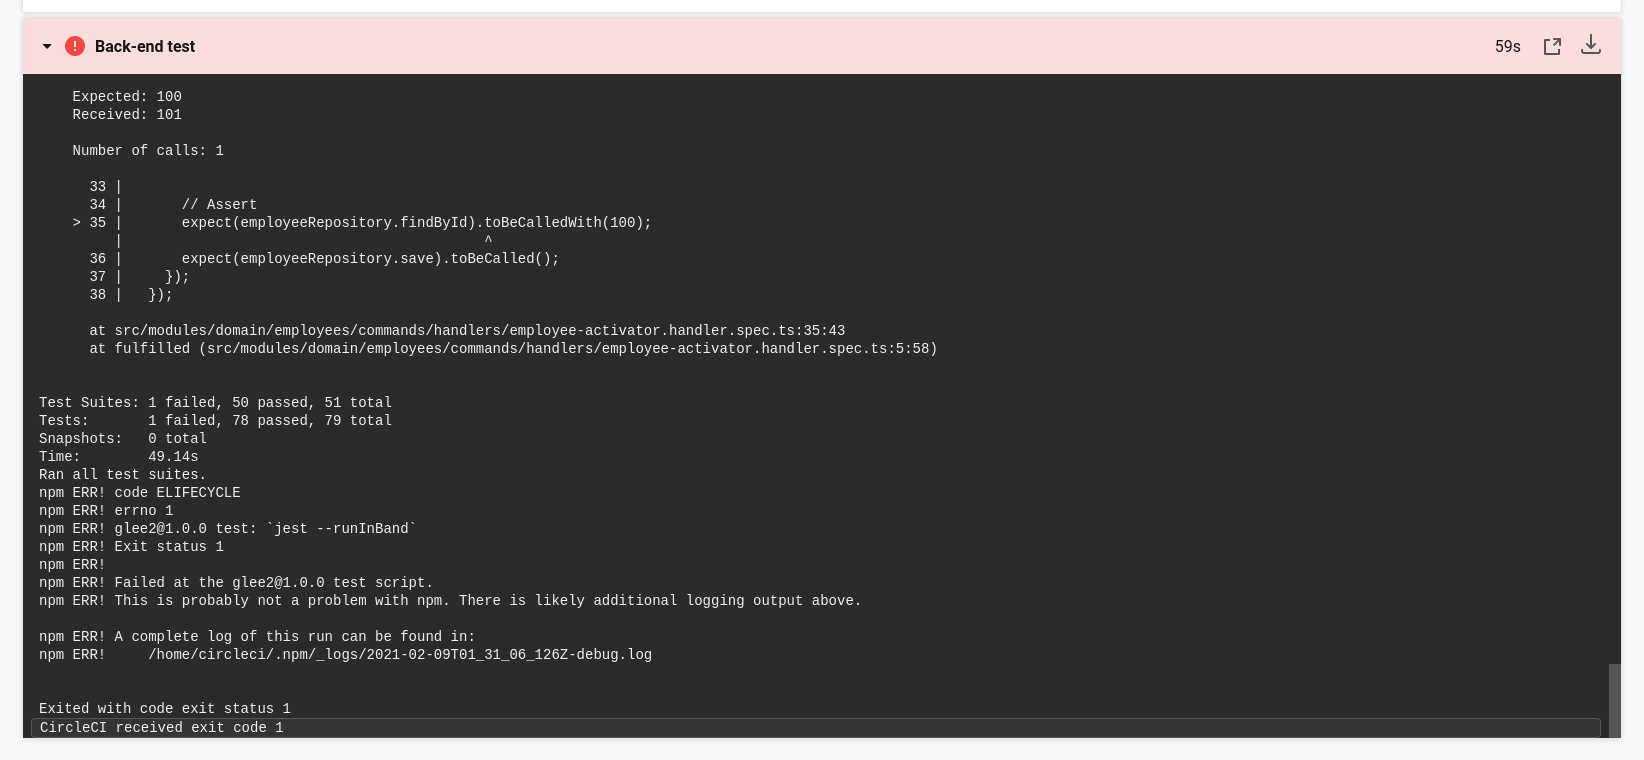 Back-end test
59s
Expected: 100
Received: 101
Number of calls: 1
33 |
34 |       // Assert
> 35 |       expect(employeeRepository.findById).toBeCalledWith(100);
|                                           ^
36 |       expect(employeeRepository.save).toBeCalled();
37 |     });
38 |   });
at src/modules/domain/employees/commands/handlers/employee-activator.handler.spec.ts:35:43
at fulfilled (src/modules/domain/employees/commands/handlers/employee-activator.handler.spec.ts:5:58)
Test Suites: 1 failed, 50 passed, 51 total
Tests:       1 failed, 78 passed, 79 total
Snapshots:   0 total
Time:        49.14s
Ran all test suites.
npm ERR! code ELIFECYCLE
npm ERR! errno 1
npm ERR! glee2@1.0.0 test: `jest --runInBand`
npm ERR! Exit status 1
npm ERR!
npm ERR! Failed at the glee2@1.0.0 test script.
npm ERR! This is probably not a problem with npm. There is likely additional logging output above.
npm ERR! A complete log of this run can be found in:
npm ERR!     /home/circleci/.npm/_logs/2021-02-09T01_31_06_126Z-debug.log
Exited with code exit status 1
CircleCI received exit code 1